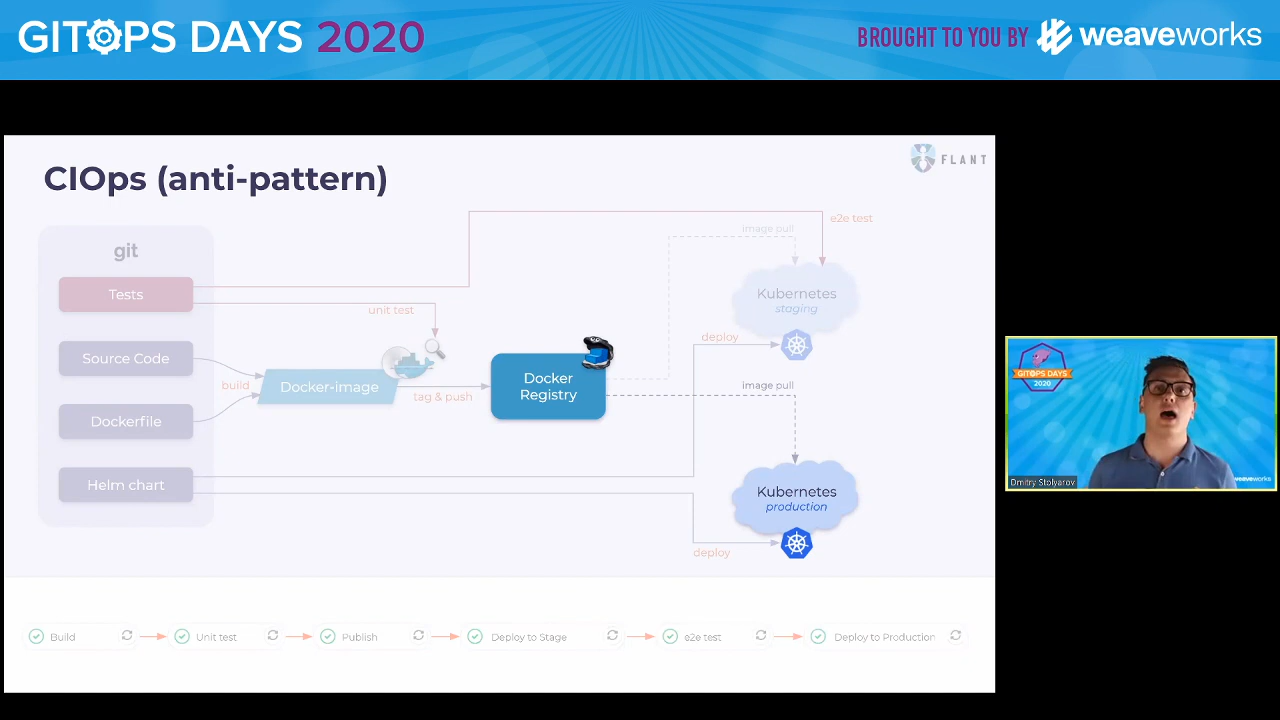 GITOPS DAYS 2020
BROUGHT TO YOU BY weaveworks
CIOps (anti-pattern)
FLANT
git
Tests
Source Code
Dockerfile
Helm chart
unit test
build
Docker-image
tag & push
Docker
Registry
e2e test
image pull
Kubernetes
staging
deploy
image pull
Kubernetes
production
deploy
Build
Unit test
Publish
Deploy to Stage
e2e test
Deploy to Production
GITOPS DAYS
2020
Dmitry Stolyarov
weaveworks